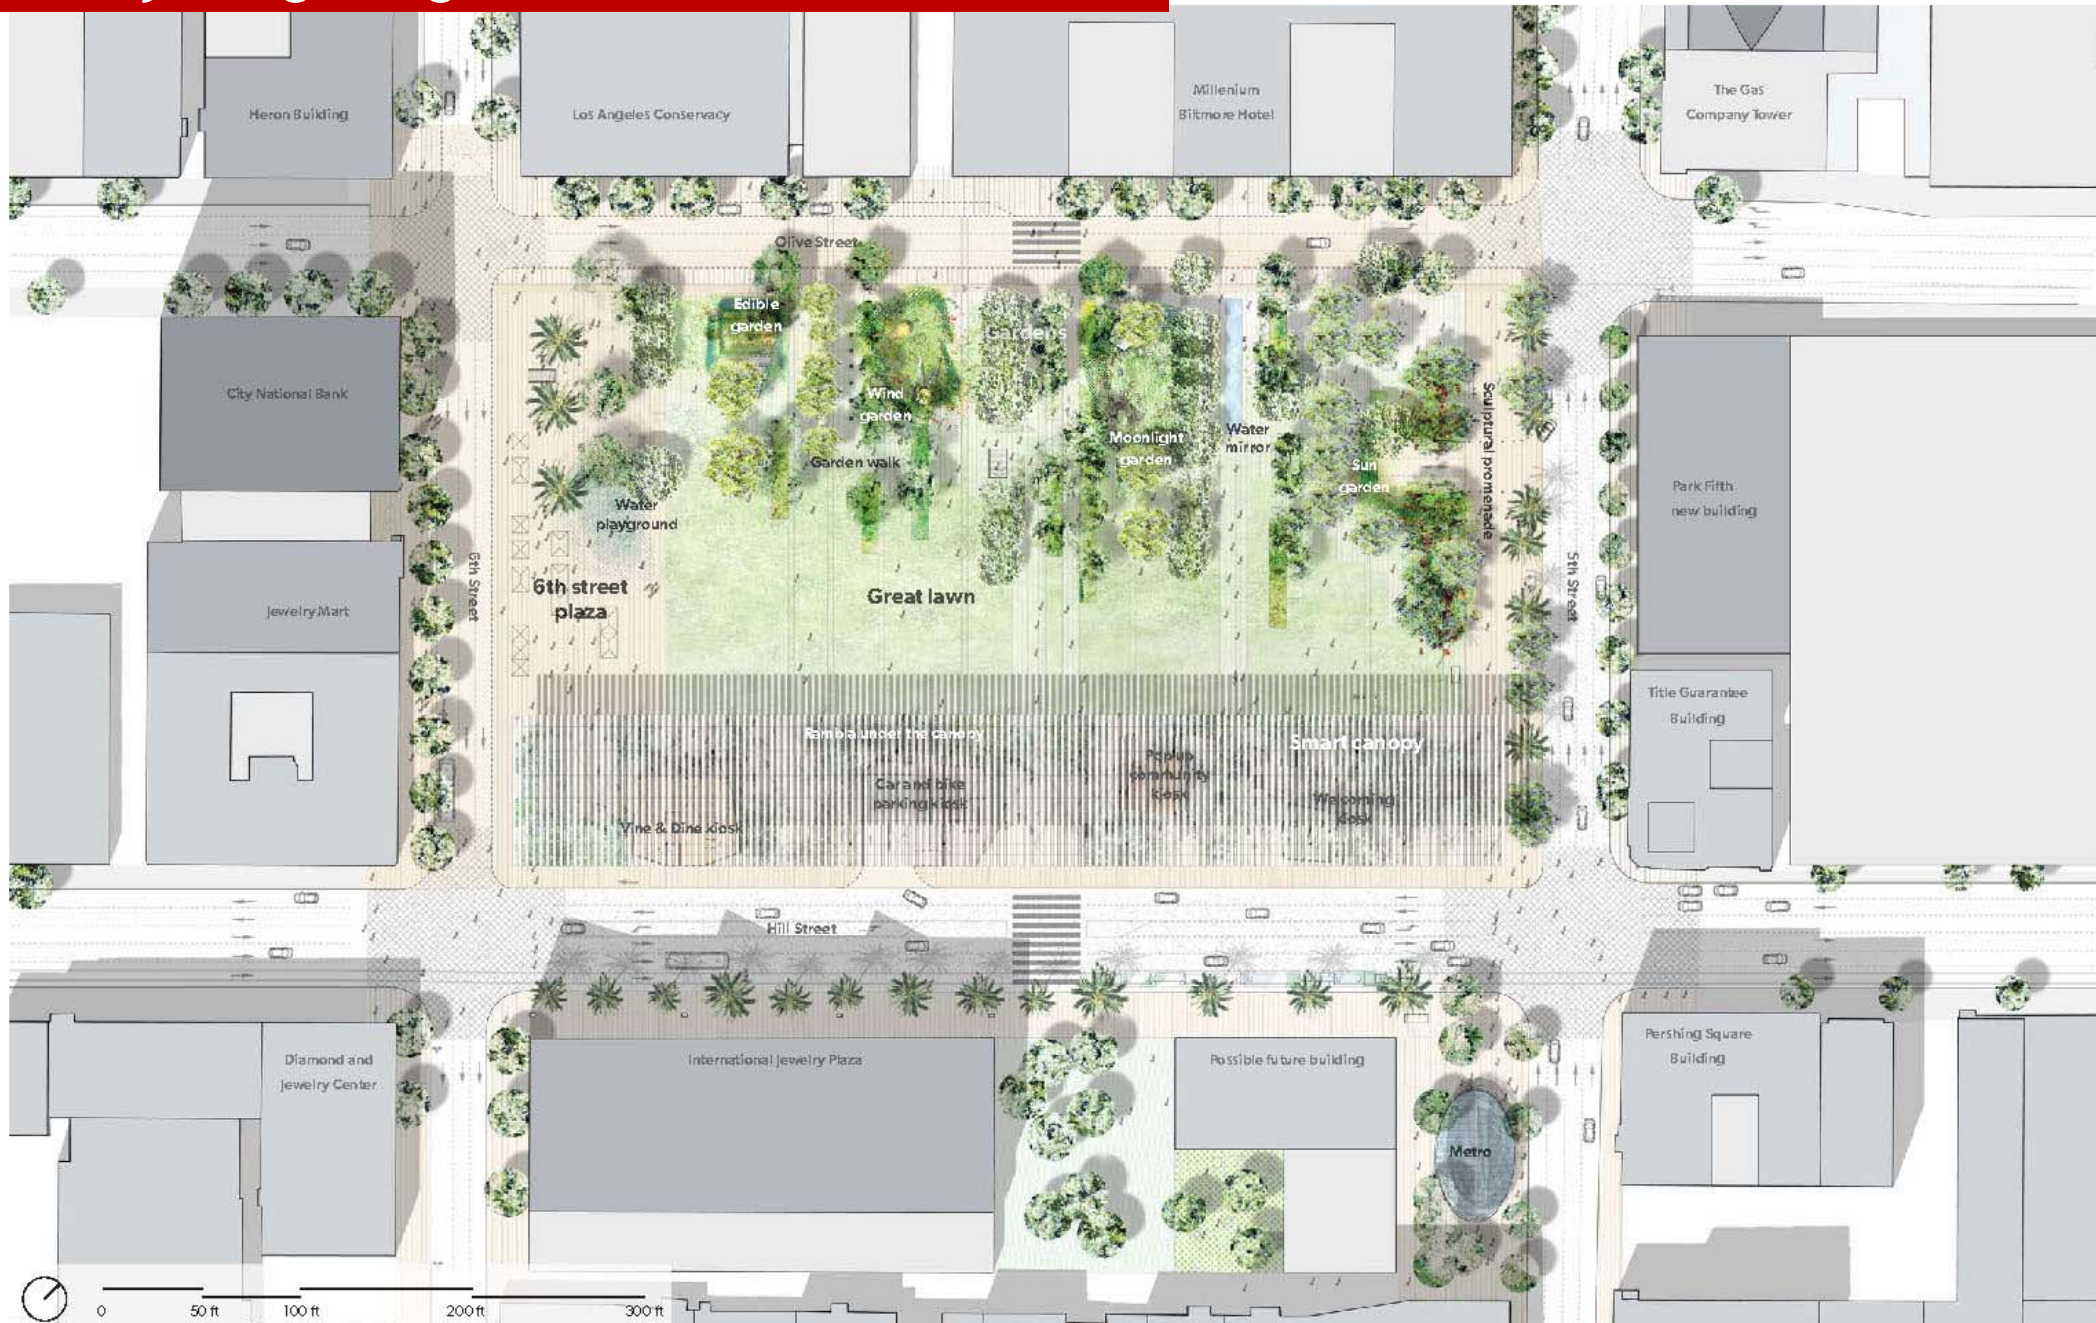 Heron Building
Los Angeles Conservacy
Millenium
Biltmore Hotel
The Gas
Company Tower
Olive Street
City National Bank
Edible
garden
Gardens
Wind
garden
Garden walk
Moonlight
garden
Water
mirror
Sun
garden
Sculptural promenade
Water
playground
Park Fifth
new building
6th Street
6th street
plaza
Great lawn
5th Street
Jewelry Mart
Title Guarantee
Building
Rambla under the canopy
Smart canopy
Car and bike
parking kiosk
Pop up
community
kiosk
Welcoming
kiosk
Vine & Dine kiosk
Hill Street
Diamond and
Jewelry Center
International Jewelry Plaza
Possible future building
Pershing Square
Building
Metro
0 50 ft 100 ft 200 ft 300 ft